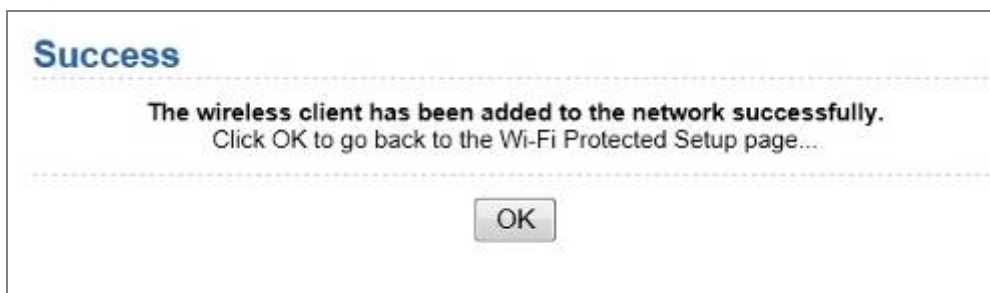 Success
The wireless client has been added to the network successfully.
Click OK to go back to the Wi-Fi Protected Setup page...
OK